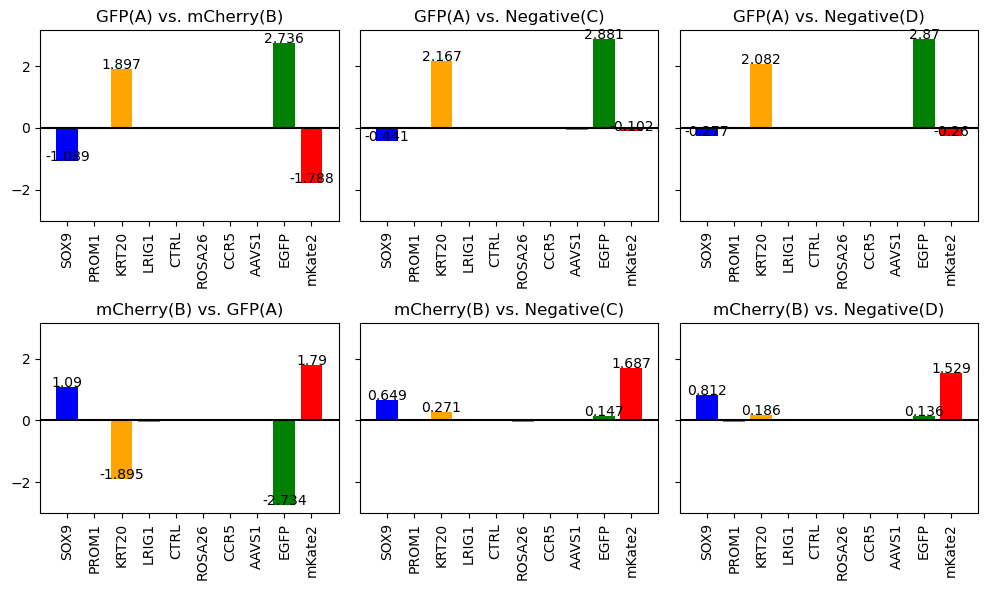 GFP(A) vs. mCherry(B)
GFP(A) vs. Negative(C)
GFP(A) vs. Negative(D)
2
0
−2
-1.089
1.897
2.736
-1.788
-0.441
2.167
2.881
-0.102
-0.277
2.082
2.87
-0.26
SOX9
PROM1
KRT20
LRIG1
CTRL
ROSA26
CCR5
AAVS1
EGFP
mKate2
SOX9
PROM1
KRT20
LRIG1
CTRL
ROSA26
CCR5
AAVS1
EGFP
mKate2
SOX9
PROM1
KRT20
LRIG1
CTRL
ROSA26
CCR5
AAVS1
EGFP
mKate2
mCherry(B) vs. GFP(A)
mCherry(B) vs. Negative(C)
mCherry(B) vs. Negative(D)
2
0
−2
1.09
-1.895
-2.734
1.79
0.649
0.271
0.147
1.687
0.812
0.186
0.136
1.529
SOX9
PROM1
KRT20
LRIG1
CTRL
ROSA26
CCR5
AAVS1
EGFP
mKate2
SOX9
PROM1
KRT20
LRIG1
CTRL
ROSA26
CCR5
AAVS1
EGFP
mKate2
SOX9
PROM1
KRT20
LRIG1
CTRL
ROSA26
CCR5
AAVS1
EGFP
mKate2